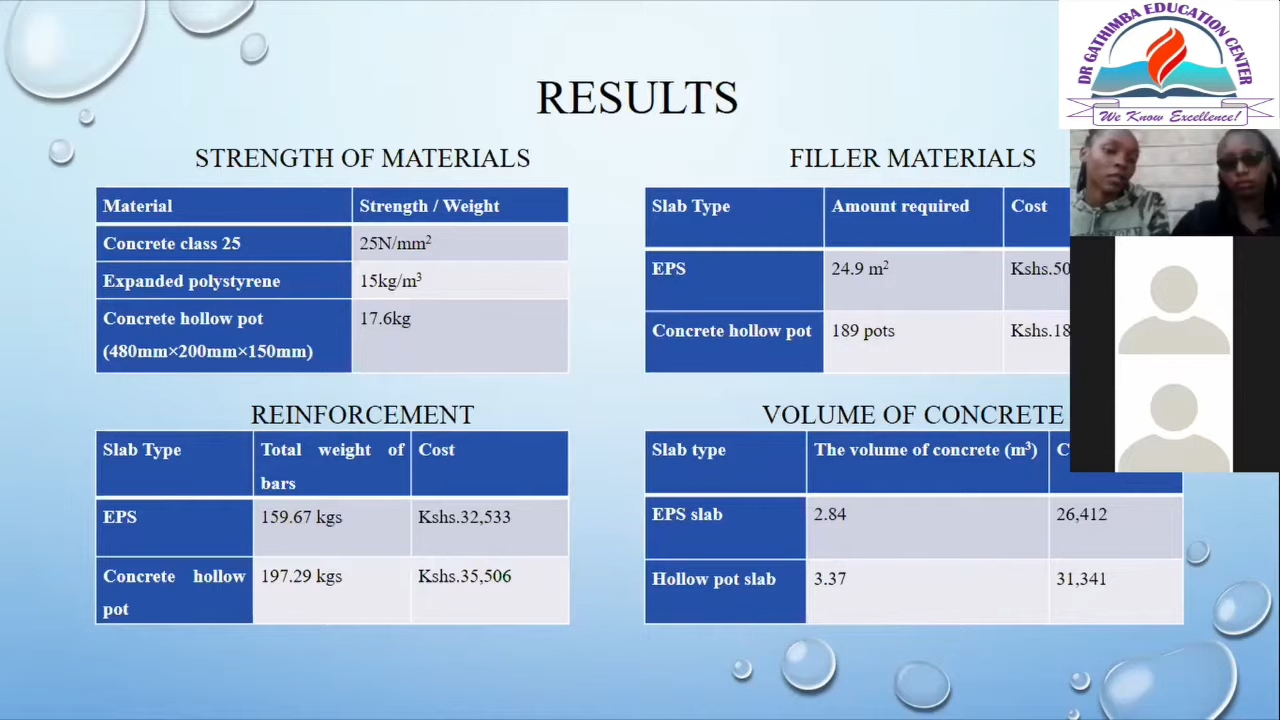 DR GATHIMBA EDUCATION CENTER
We Know Excellence!
RESULTS
STRENGTH OF MATERIALS
Material Strength / Weight
Concrete class 25 25N/mm²
Expanded polystyrene 15kg/m³
Concrete hollow pot 17.6kg
(480mm×200mm×150mm)
FILLER MATERIALS
Slab Type Amount required Cost
EPS 24.9 m² Kshs.50
Concrete hollow pot 189 pots Kshs.18
REINFORCEMENT
Slab Type Total weight of Cost
bars
EPS 159.67 kgs Kshs.32,533
Concrete hollow 197.29 kgs Kshs.35,506
pot
VOLUME OF CONCRETE
Slab type The volume of concrete (m³) C
EPS slab 2.84 26,412
Hollow pot slab 3.37 31,341